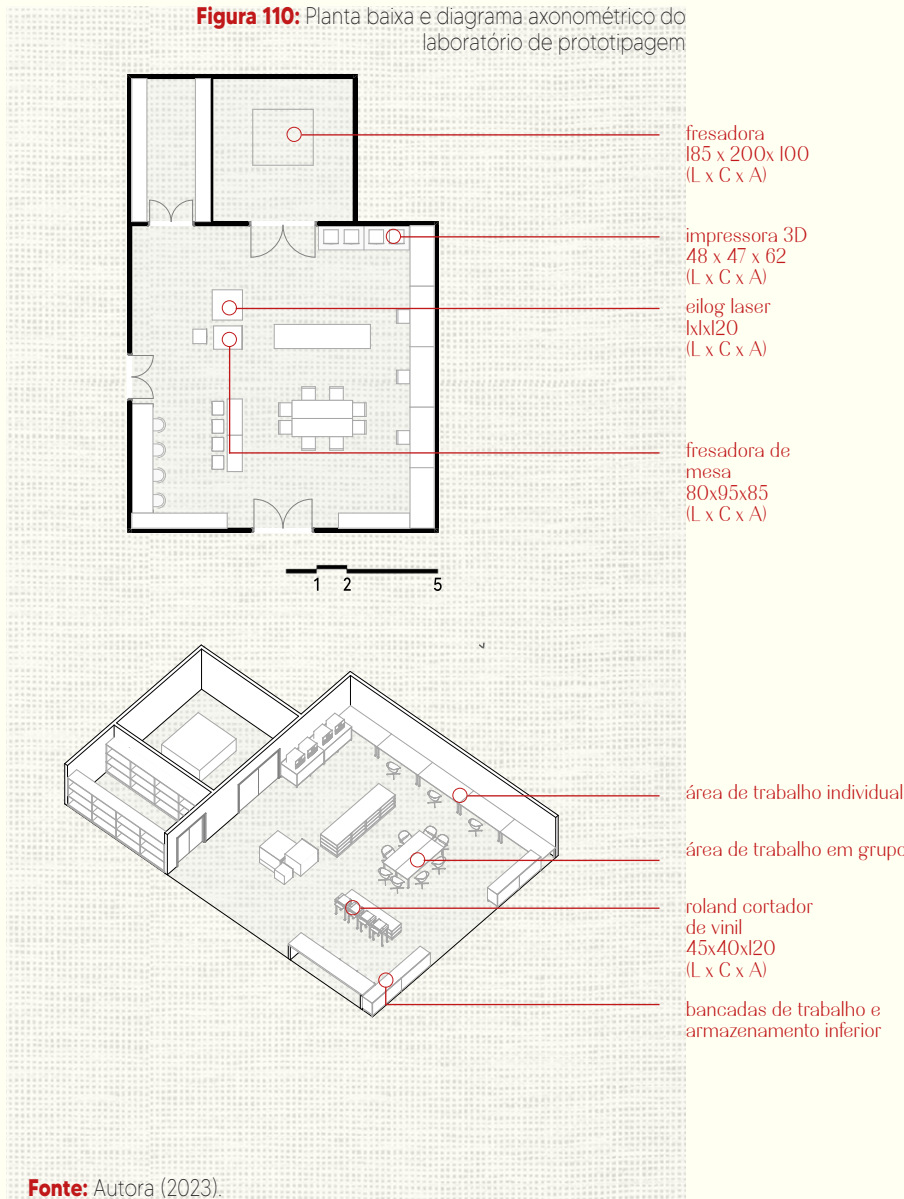 Figura 110: Planta baixa e diagrama axonométrico do
laboratório de prototipagem
fresadora
185 x 200x 100
(L x C x A)
impressora 3D
48 x 47 x 62
(L x C x A)
eilog laser
1x1x120
(L x C x A)
fresadora de
mesa
80x95x85
(L x C x A)
1 2 5
área de trabalho individual
área de trabalho em grupo
roland cortador
de vinil
45x40x120
(L x C x A)
bancadas de trabalho e
armazenamento inferior
Fonte: Autora (2023).